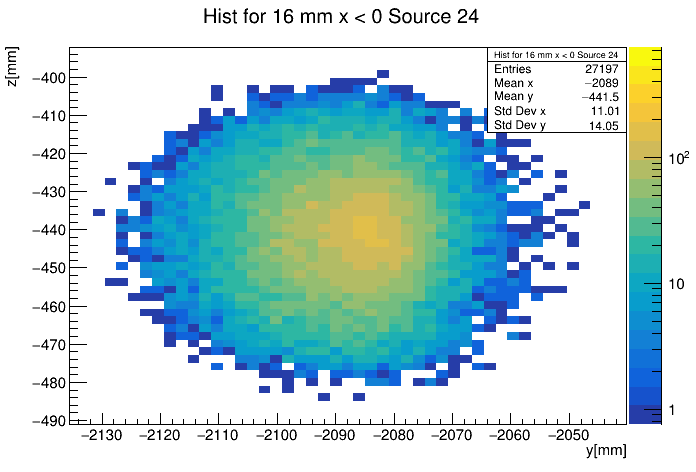 Hist for 16 mm x < 0 Source 24
z[mm]
Hist for 16 mm x < 0 Source 24
Entries 27197
Mean x −2089
Mean y −441.5
Std Dev x 11.01
Std Dev y 14.05
−400
−410
−420
−430
−440
−450
−460
−470
−480
−490
10²
10
1
−2130 −2120 −2110 −2100 −2090 −2080 −2070 −2060 −2050
y[mm]